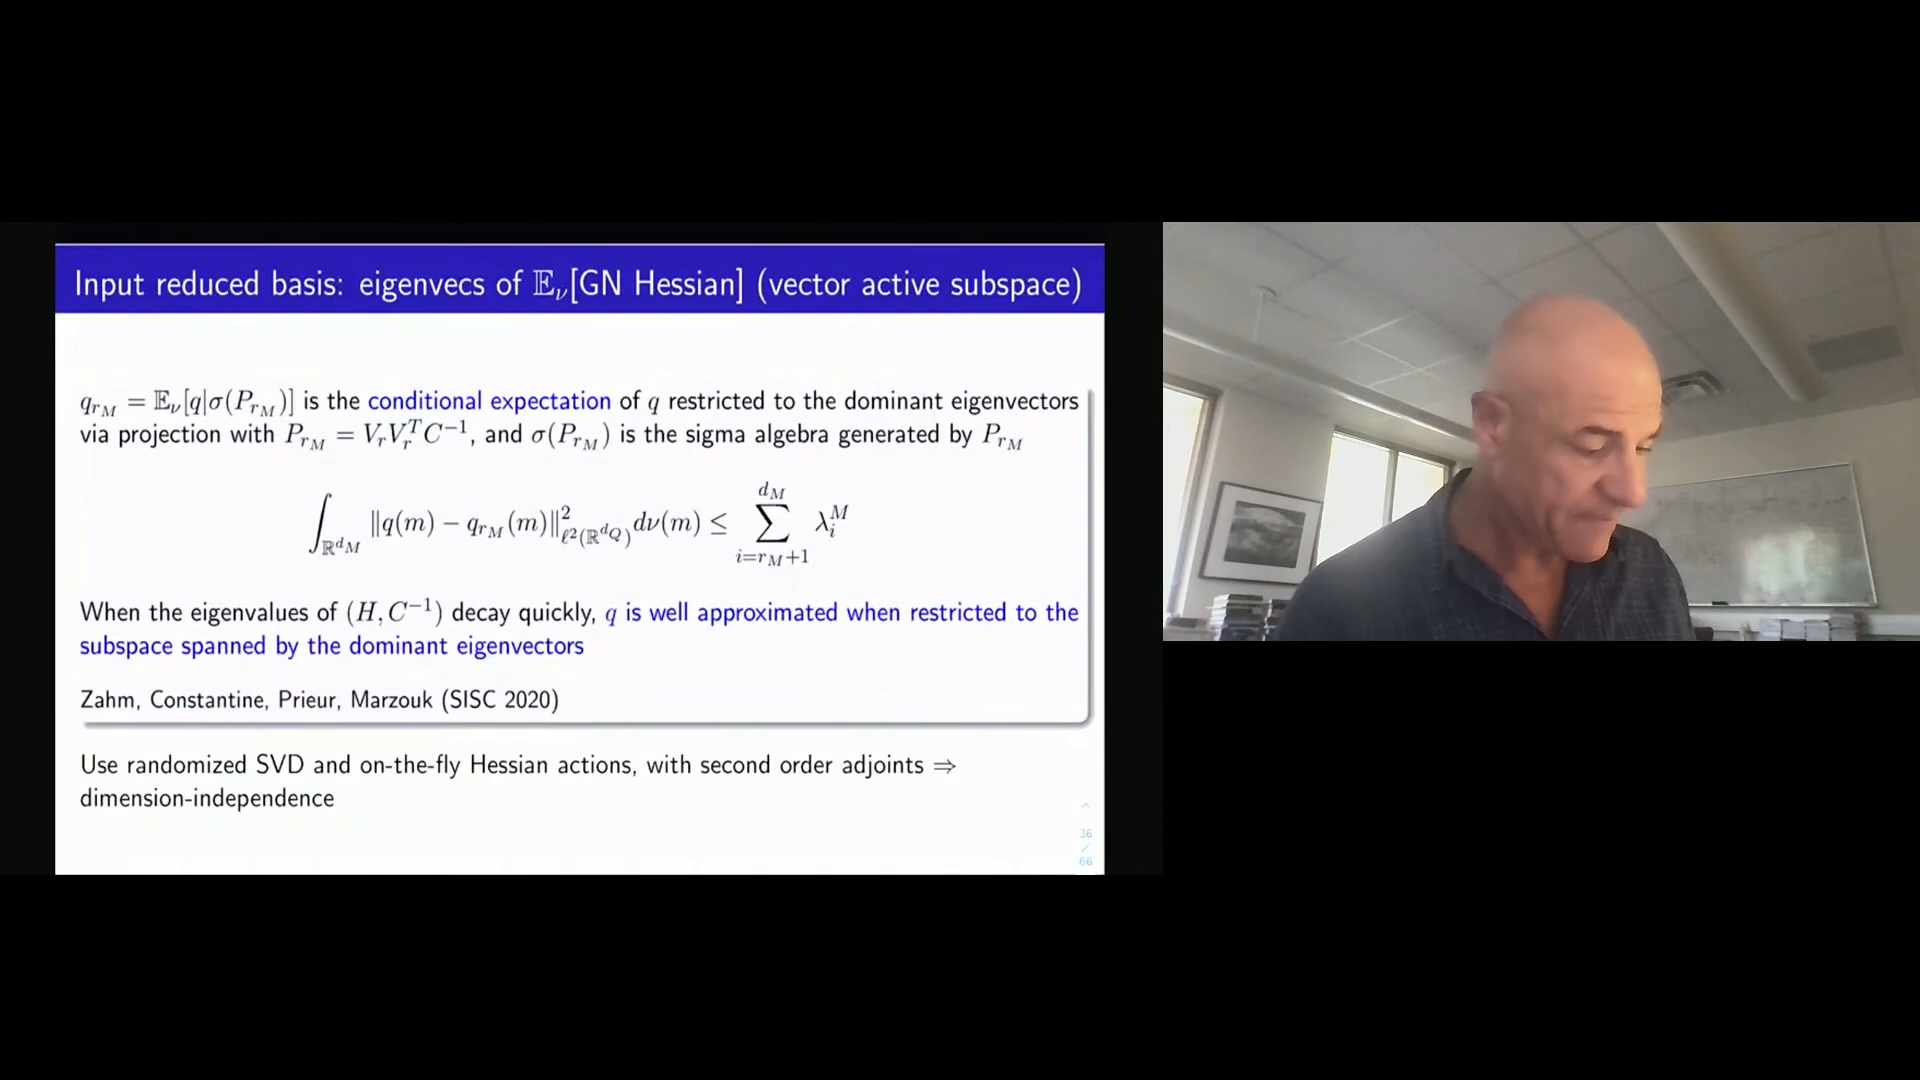 Input reduced basis: eigenvecs of 𝔼_ν[GN Hessian] (vector active subspace)
q_{r_M} = 𝔼_ν[q|σ(P_{r_M})] is the conditional expectation of q restricted to the dominant eigenvectors
via projection with P_{r_M} = V_r V_r^T C^{-1}, and σ(P_{r_M}) is the sigma algebra generated by P_{r_M}
∫_{ℝ^{d_M}} ‖q(m) − q_{r_M}(m)‖²_{ℓ²(ℝ^{d_Q})} dν(m) ≤ ∑_{i=r_M+1}^{d_M} λ_i^M
When the eigenvalues of (H, C^{-1}) decay quickly, q is well approximated when restricted to the
subspace spanned by the dominant eigenvectors
Zahm, Constantine, Prieur, Marzouk (SISC 2020)
Use randomized SVD and on-the-fly Hessian actions, with second order adjoints ⇒
dimension-independence
36
/
66